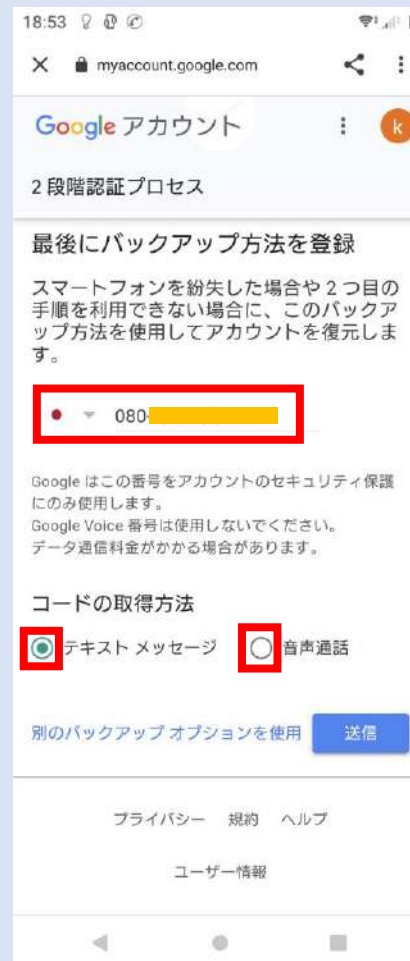 18:53
myaccount.google.com
Google アカウント
k
2 段階認証プロセス
最後にバックアップ方法を登録
スマートフォンを紛失した場合や 2 つ目の
手順を利用できない場合に、このバックア
ップ方法を使用してアカウントを復元しま
す。
080-
Google はこの番号をアカウントのセキュリティ保護
にのみ使用します。
Google Voice 番号は使用しないでください。
データ通信料金がかかる場合があります。
コードの取得方法
テキスト メッセージ 音声通話
別のバックアップ オプションを使用 送信
プライバシー 規約 ヘルプ
ユーザー情報